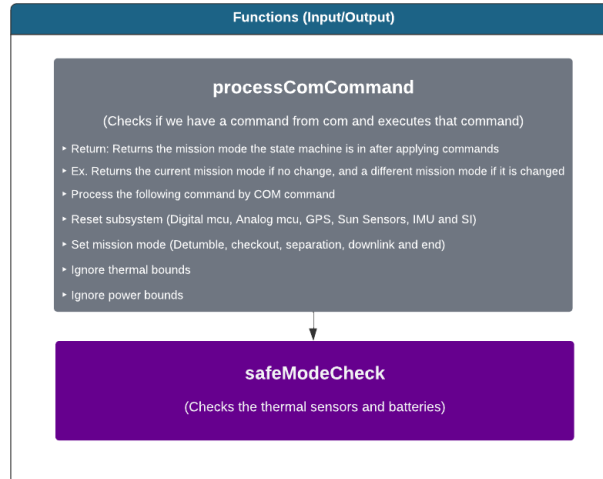 Functions (Input/Output)
processComCommand
(Checks if we have a command from com and executes that command)
‣ Return: Returns the mission mode the state machine is in after applying commands
‣ Ex. Returns the current mission mode if no change, and a different mission mode if it is changed
‣ Process the following command by COM command
‣ Reset subsystem (Digital mcu, Analog mcu, GPS, Sun Sensors, IMU and SI)
‣ Set mission mode (Detumble, checkout, separation, downlink and end)
‣ Ignore thermal bounds
‣ Ignore power bounds
safeModeCheck
(Checks the thermal sensors and batteries)